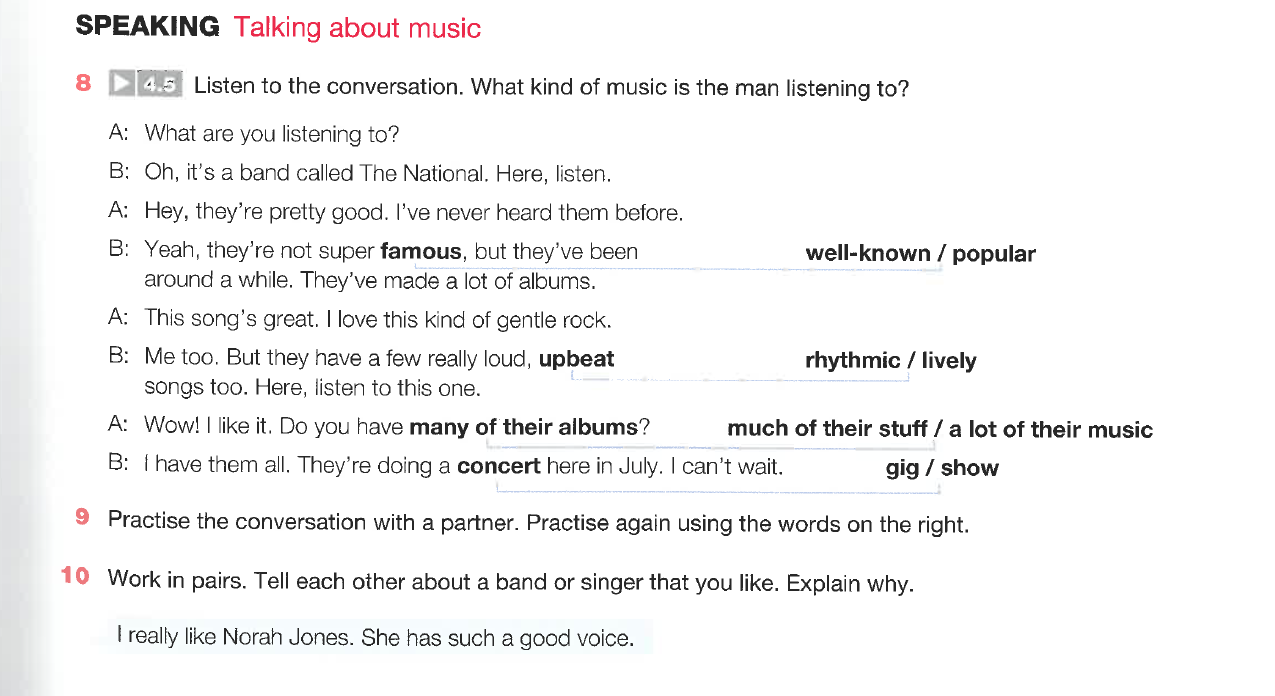 SPEAKING Talking about music
8 4.5 Listen to the conversation. What kind of music is the man listening to?
A: What are you listening to?
B: Oh, it's a band called The National. Here, listen.
A: Hey, they're pretty good. I've never heard them before.
B: Yeah, they're not super famous, but they've been well-known / popular
around a while. They've made a lot of albums.
A: This song's great. I love this kind of gentle rock.
B: Me too. But they have a few really loud, upbeat rhythmic / lively
songs too. Here, listen to this one.
A: Wow! I like it. Do you have many of their albums? much of their stuff / a lot of their music
B: I have them all. They're doing a concert here in July. I can't wait. gig / show
9 Practise the conversation with a partner. Practise again using the words on the right.
10 Work in pairs. Tell each other about a band or singer that you like. Explain why.
I really like Norah Jones. She has such a good voice.